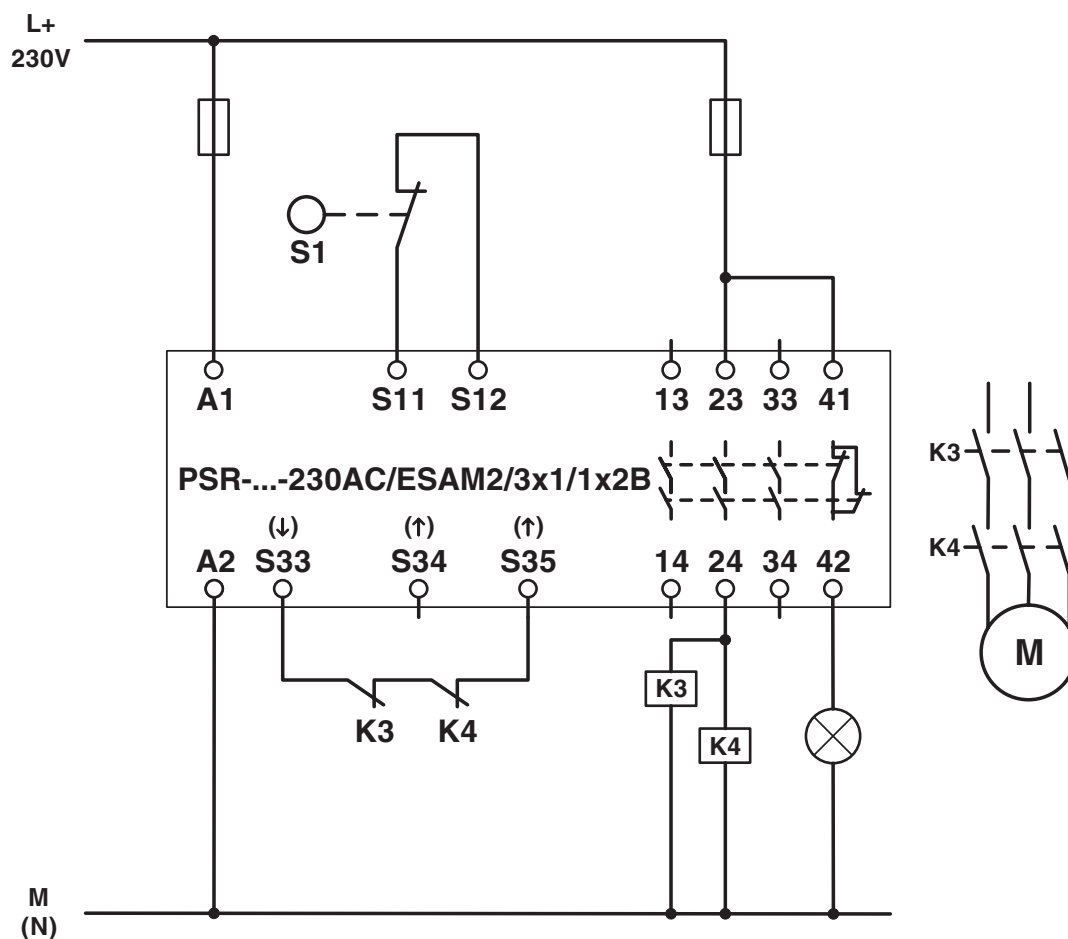 L+
230V
S1
A1 S11 S12 13 23 33 41
PSR-...-230AC/ESAM2/3x1/1x2B
(↓) (↑) (↑)
A2 S33 S34 S35 14 24 34 42
K3
K4
M
K3
K4
K3 K4
M
(N)